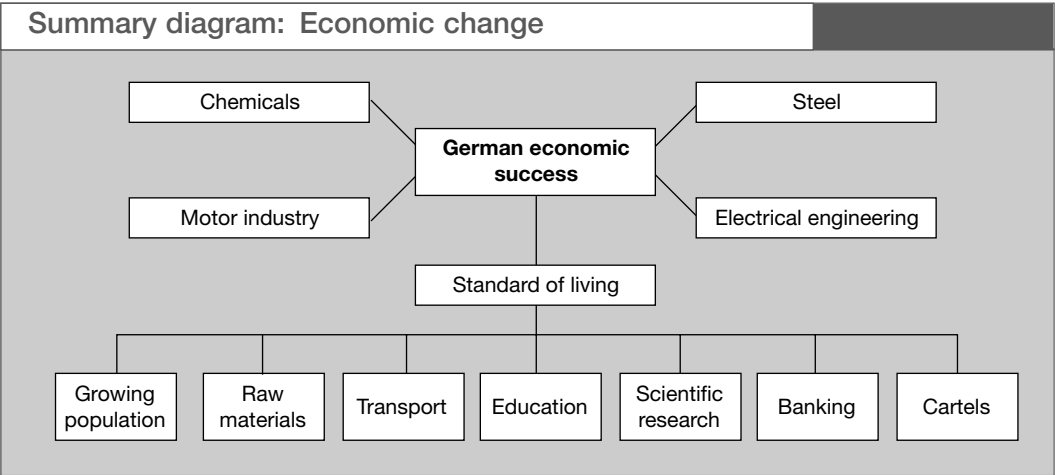 Summary diagram: Economic change
Chemicals
Steel
German economic
success
Motor industry
Electrical engineering
Standard of living
Growing
population
Raw
materials
Transport
Education
Scientific
research
Banking
Cartels